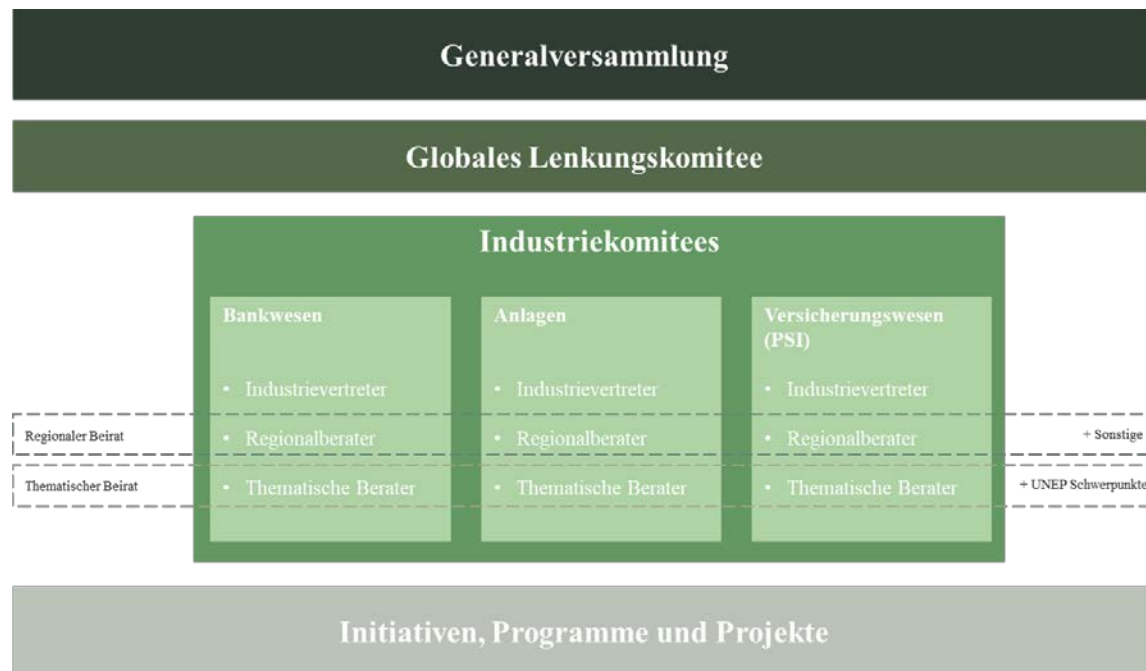 Generalversammlung
Globales Lenkungskomitee
Industriekomitees
Bankwesen
• Industrievertreter
• Regionalberater
• Thematische Berater
Anlagen
• Industrievertreter
• Regionalberater
• Thematische Berater
Versicherungswesen
(PSI)
• Industrievertreter
• Regionalberater
• Thematische Berater
Regionaler Beirat
+ Sonstige
Thematischer Beirat
+ UNEP Schwerpunkte
Initiativen, Programme und Projekte